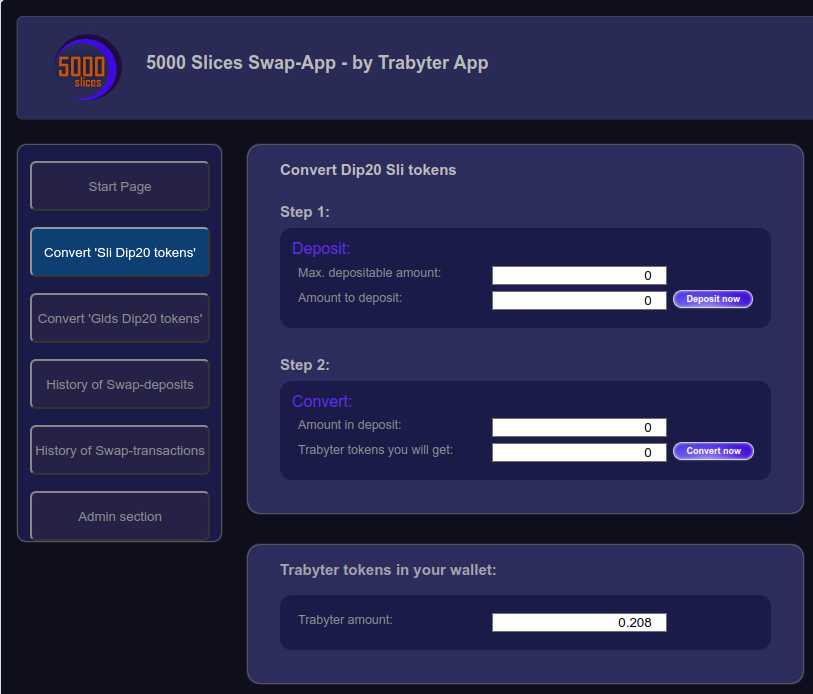 5000
slices
5000 Slices Swap-App - by Trabyter App
Start Page
Convert 'Sli Dip20 tokens'
Convert 'Glds Dip20 tokens'
History of Swap-deposits
History of Swap-transactions
Admin section
Convert Dip20 Sli tokens
Step 1:
Deposit:
Max. depositable amount: 0
Amount to deposit: 0 Deposit now
Step 2:
Convert:
Amount in deposit: 0
Trabyter tokens you will get: 0 Convert now
Trabyter tokens in your wallet:
Trabyter amount: 0.208